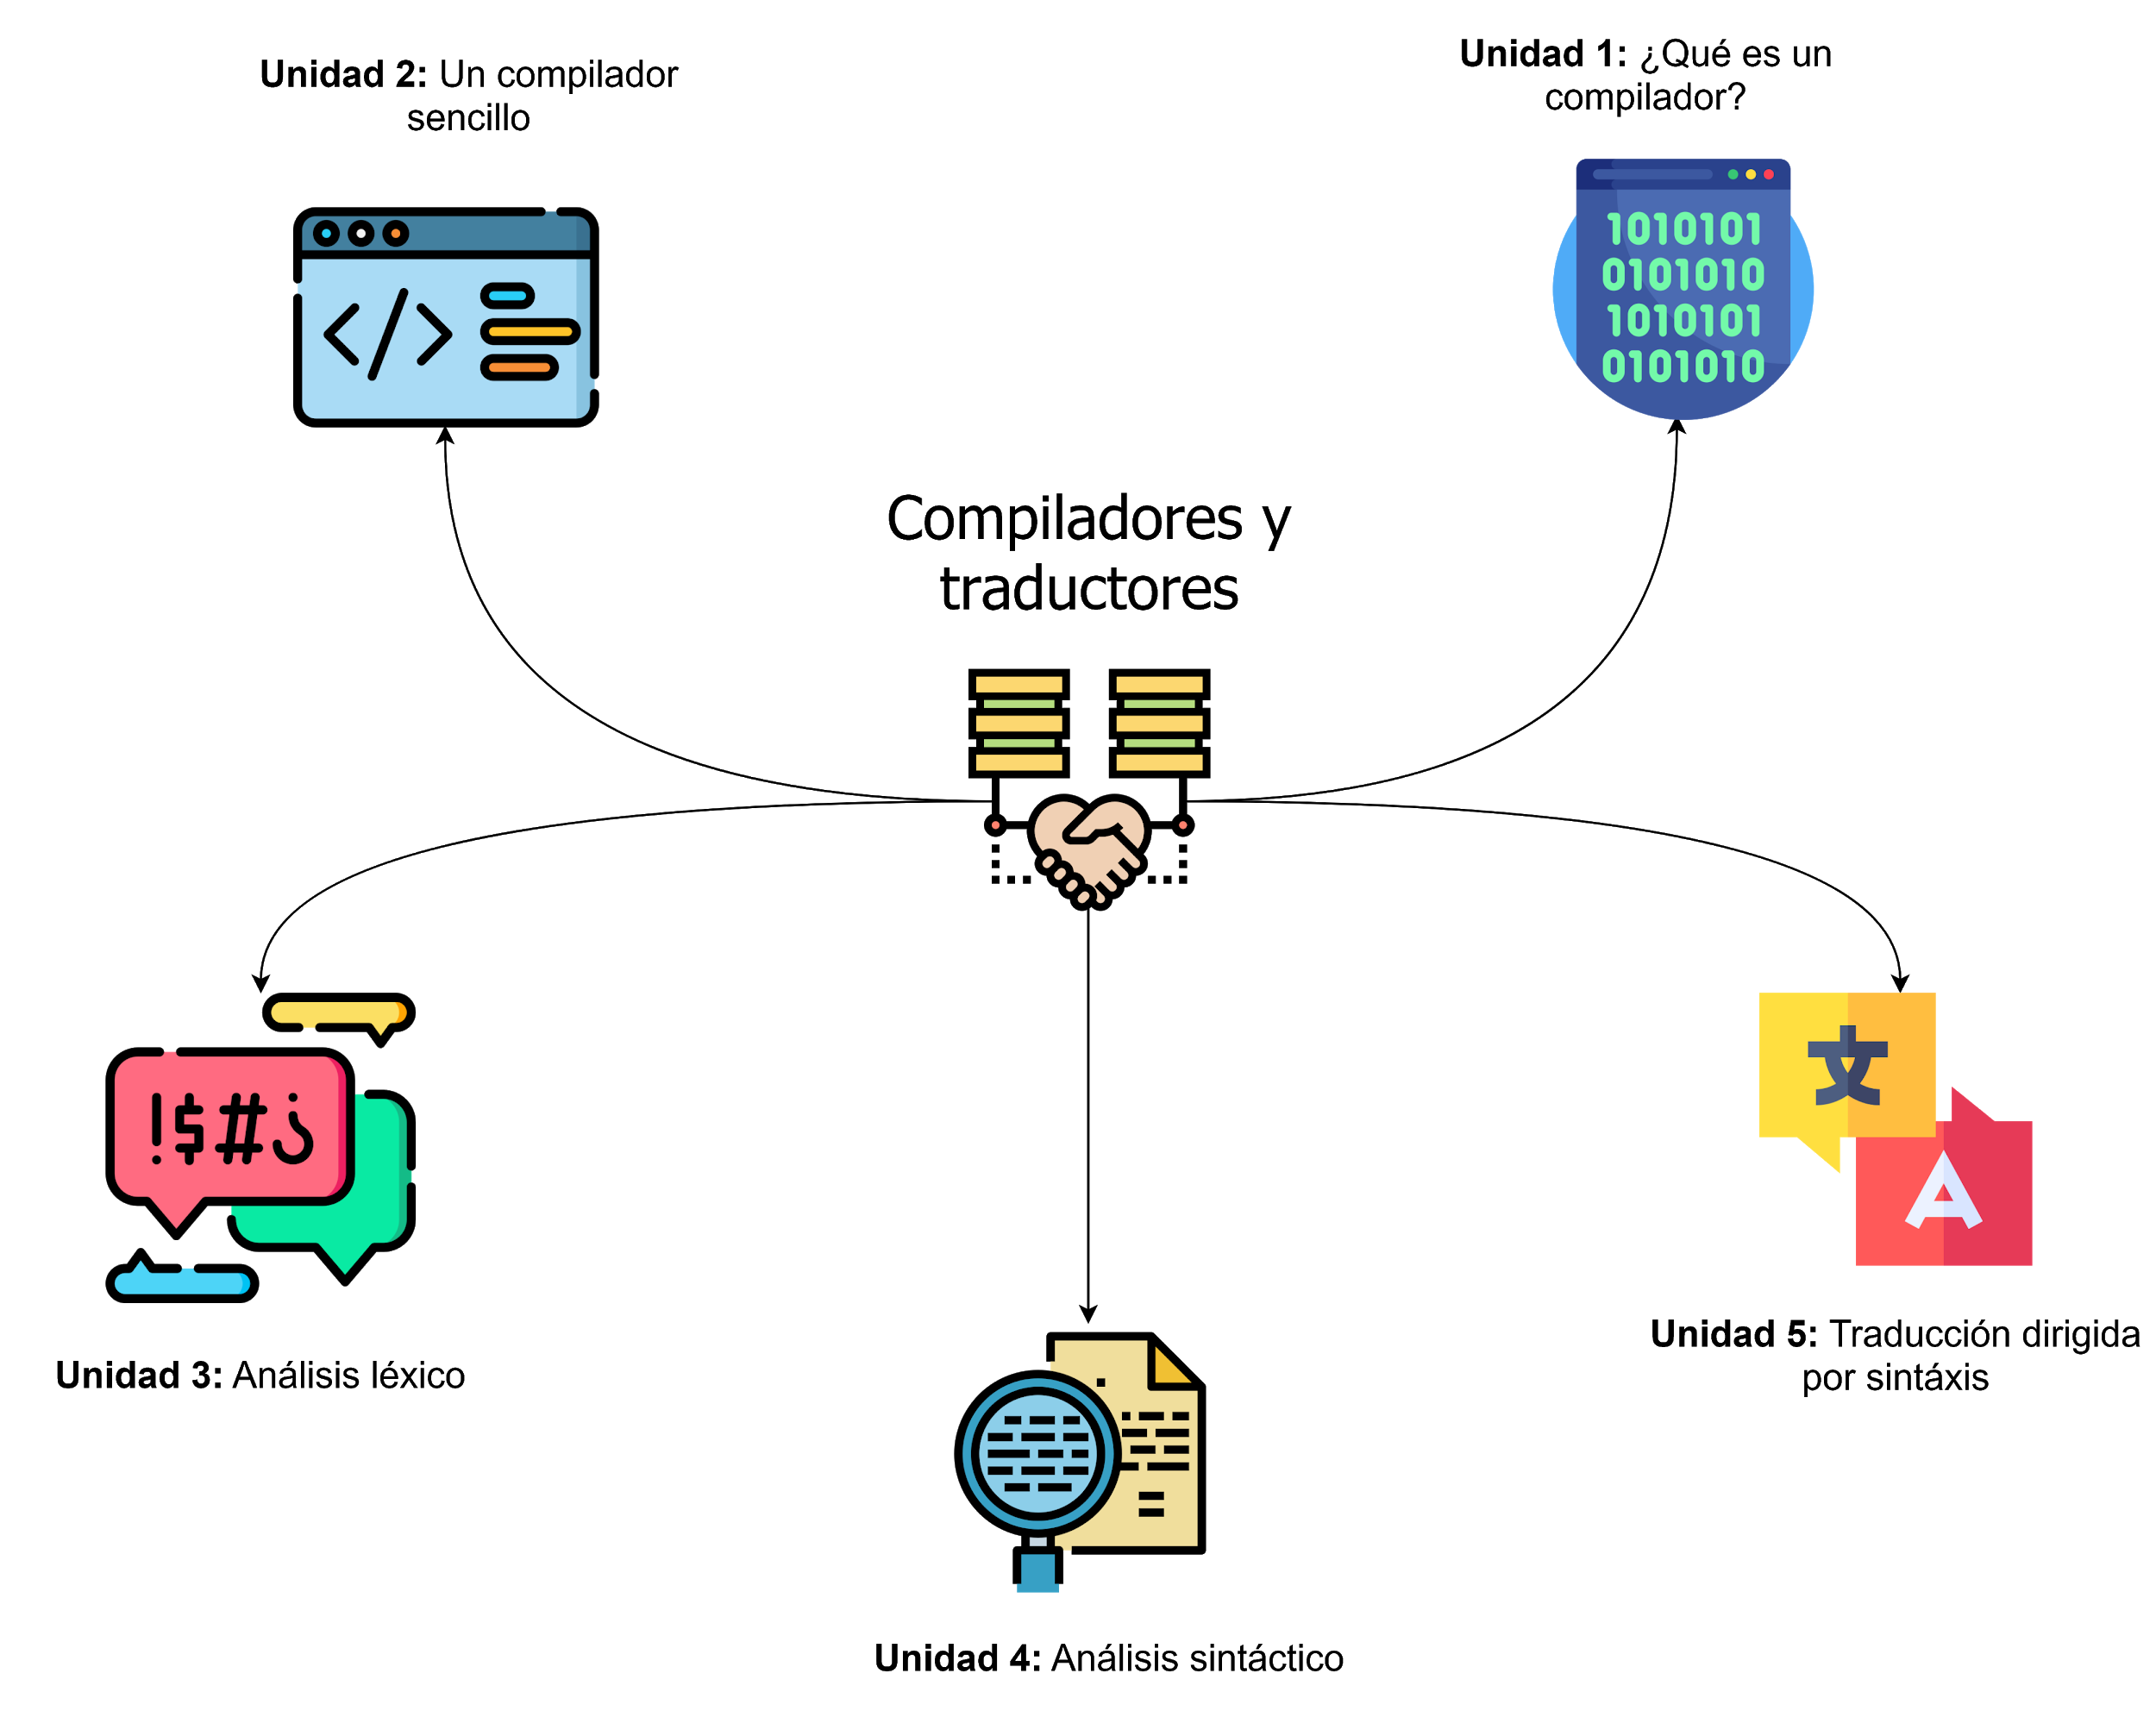 Unidad 2: Un compilador
sencillo
Unidad 1: ¿Qué es un
compilador?
1010101
0101010
1010101
0101010
</>
Compiladores y
traductores
!$#¿
文
A
Unidad 3: Análisis léxico
Unidad 5: Traducción dirigida
por sintáxis
Unidad 4: Análisis sintáctico